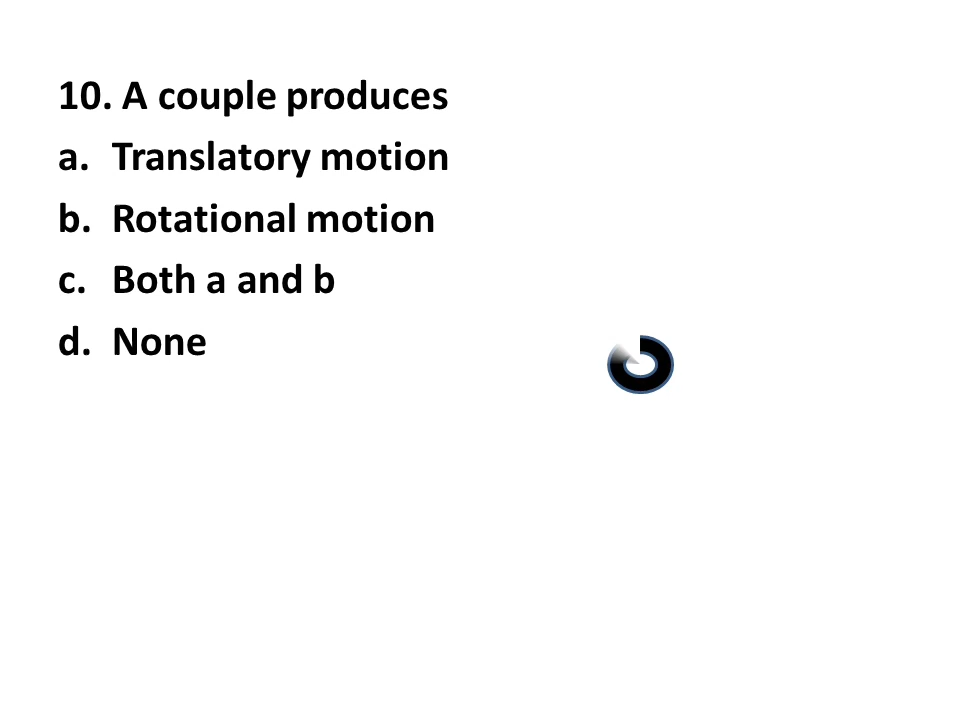 10. A couple produces
a. Translatory motion
b. Rotational motion
c. Both a and b
d. None